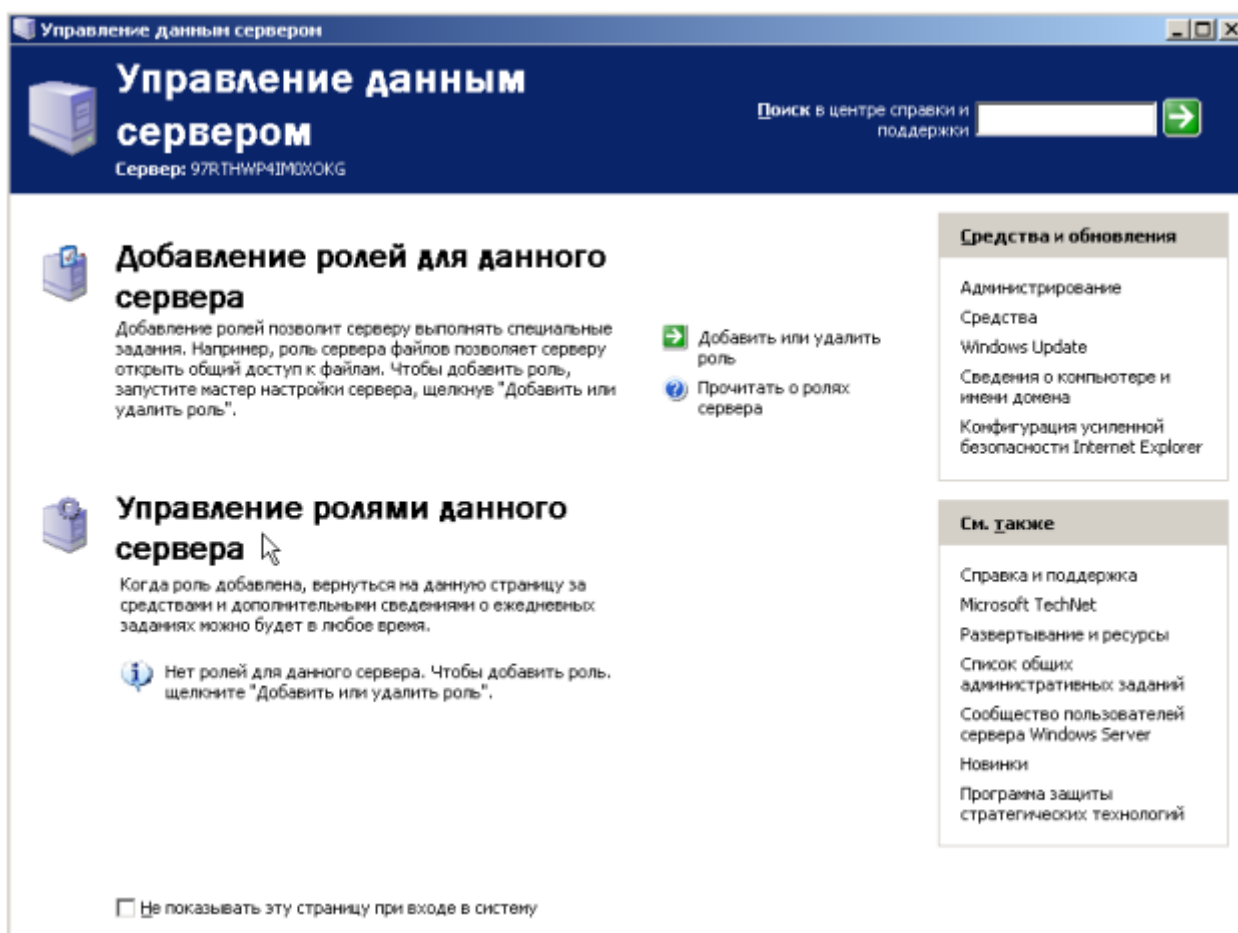 Управление данным сервером
Управление данным
сервером
Сервер: 97RTHWP4IM0XOKG
Поиск в центре справки и
поддержки
Добавление ролей для данного
сервера
Добавление ролей позволит серверу выполнять специальные
задания. Например, роль сервера файлов позволяет серверу
открыть общий доступ к файлам. Чтобы добавить роль,
запустите мастер настройки сервера, щелкнув "Добавить или
удалить роль".
Добавить или удалить
роль
Прочитать о ролях
сервера
Управление ролями данного
сервера
Когда роль добавлена, вернуться на данную страницу за
средствами и дополнительными сведениями о ежедневных
заданиях можно будет в любое время.
Нет ролей для данного сервера. Чтобы добавить роль.
щелкните "Добавить или удалить роль".
Средства и обновления
Администрирование
Средства
Windows Update
Сведения о компьютере и
имени домена
Конфигурация усиленной
безопасности Internet Explorer
См. также
Справка и поддержка
Microsoft TechNet
Развертывание и ресурсы
Список общих
административных заданий
Сообщество пользователей
сервера Windows Server
Новинки
Программа защиты
стратегических технологий
Не показывать эту страницу при входе в систему